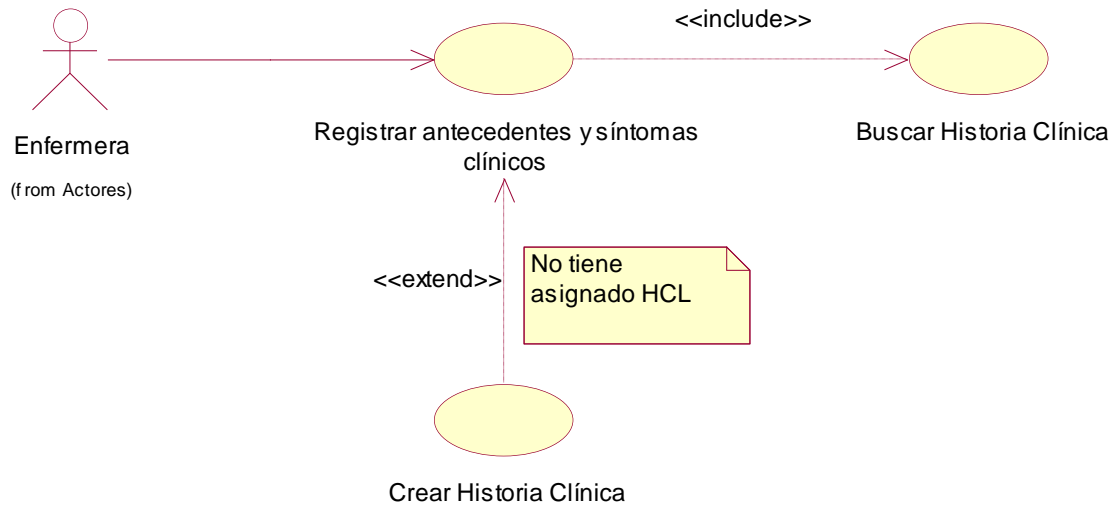 <<include>>
Enfermera
(from Actores)
Registrar antecedentes y síntomas
clínicos
Buscar Historia Clínica
<<extend>>
No tiene
asignado HCL
Crear Historia Clínica